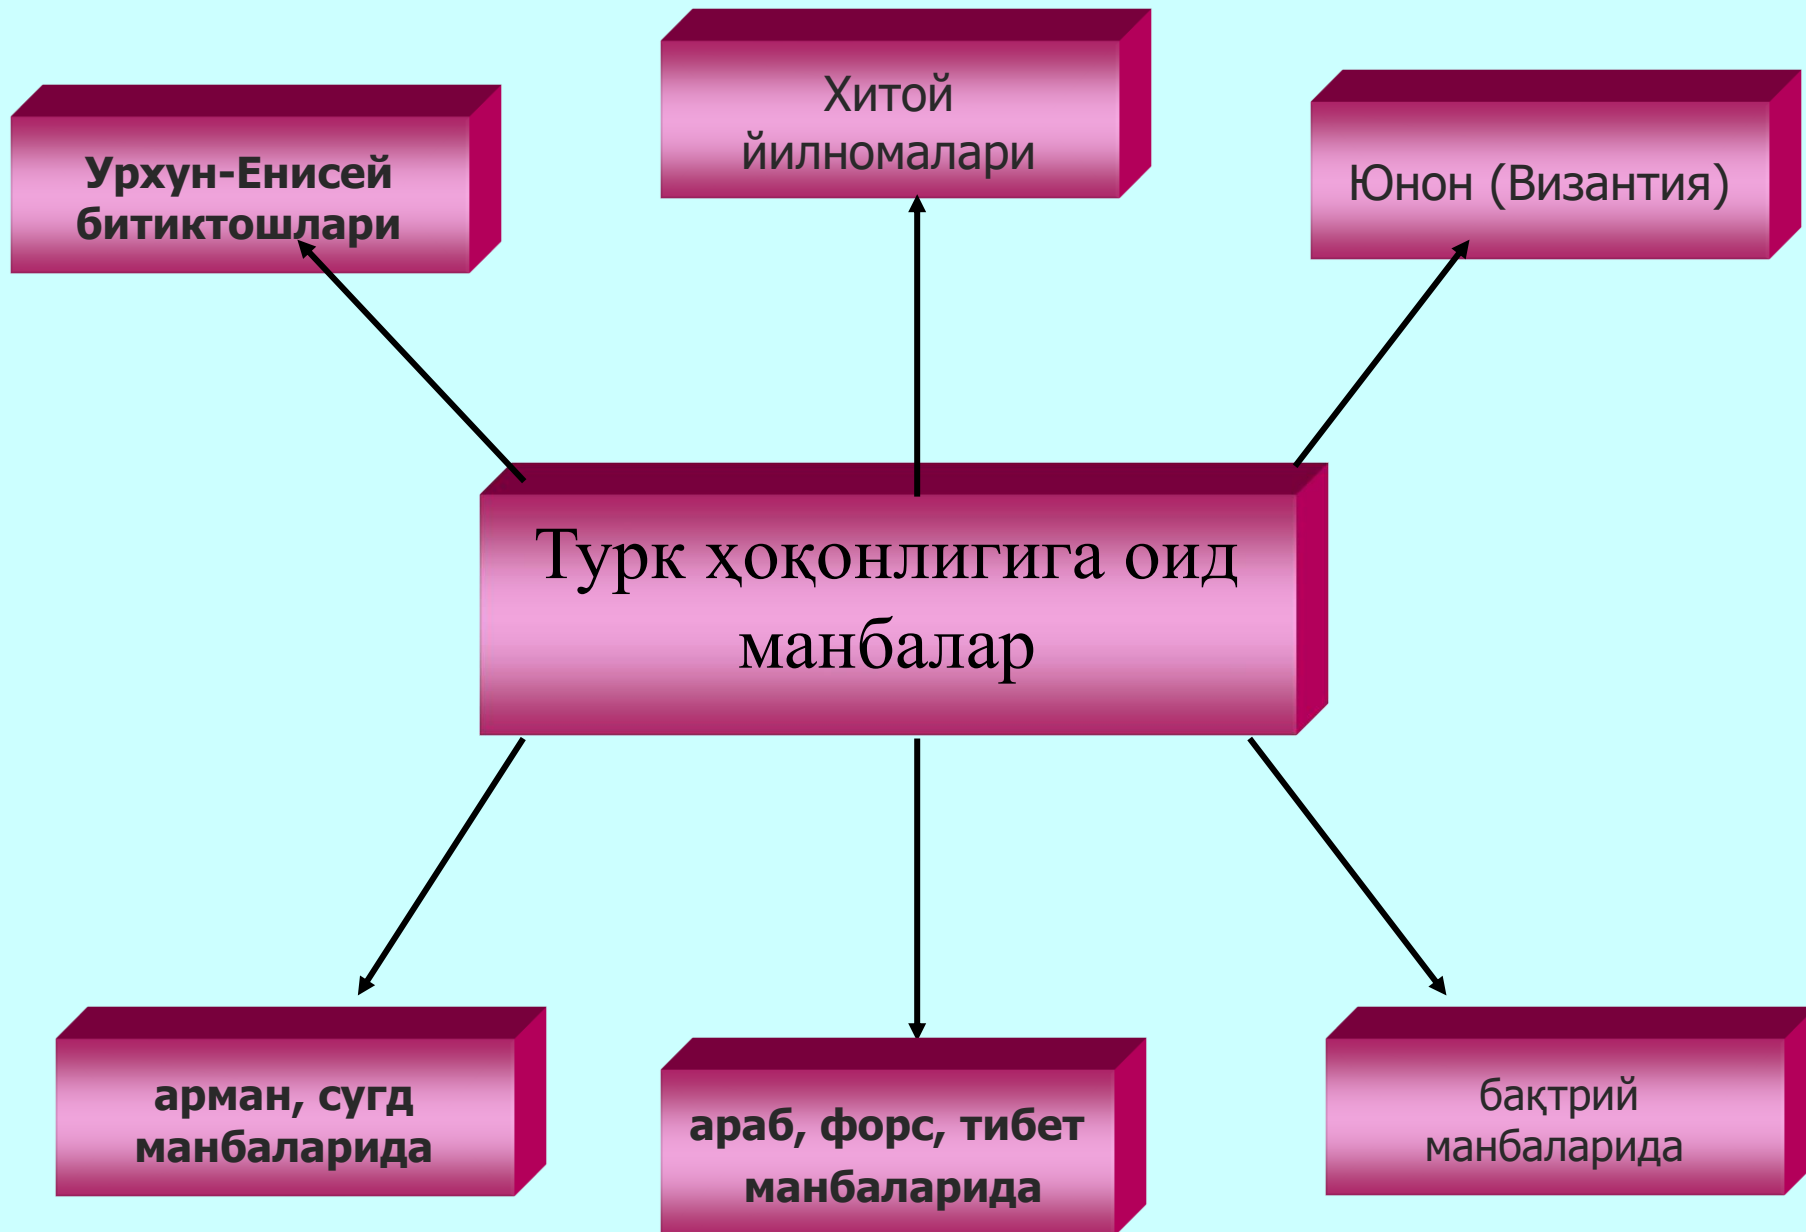 Хитой
йилномалари
Урхун-Енисей
битиктошлари
Юнон (Византия)
Турк ҳоқонлигига оид
манбалар
арман, сугд
манбаларида
араб, форс, тибет
манбаларида
бақтрий
манбаларида